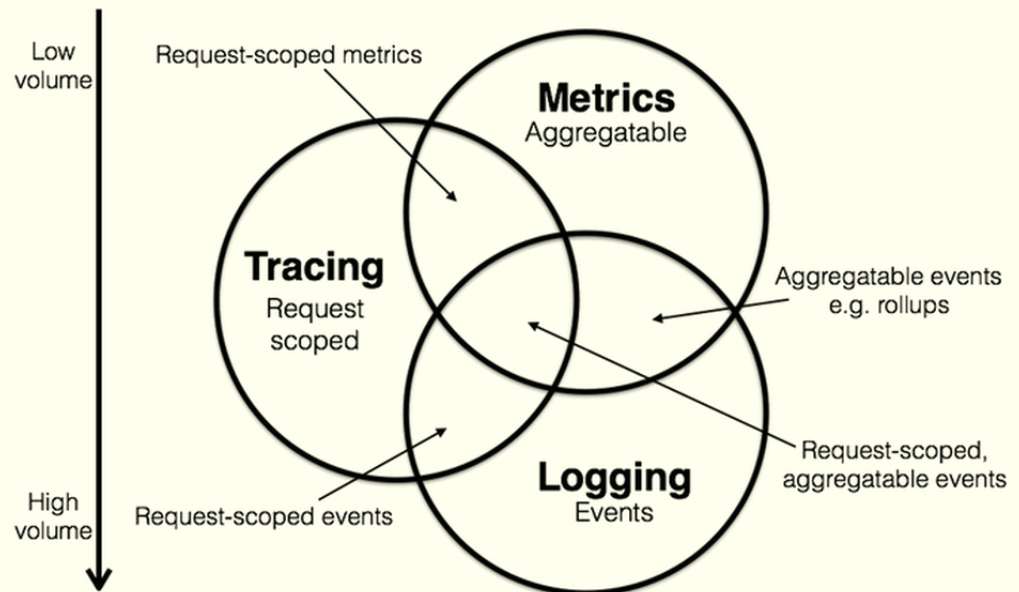 Low
volume
Request-scoped metrics
Metrics
Aggregatable
Tracing
Request
scoped
Aggregatable events
e.g. rollups
Request-scoped,
aggregatable events
Logging
Events
High
volume
Request-scoped events